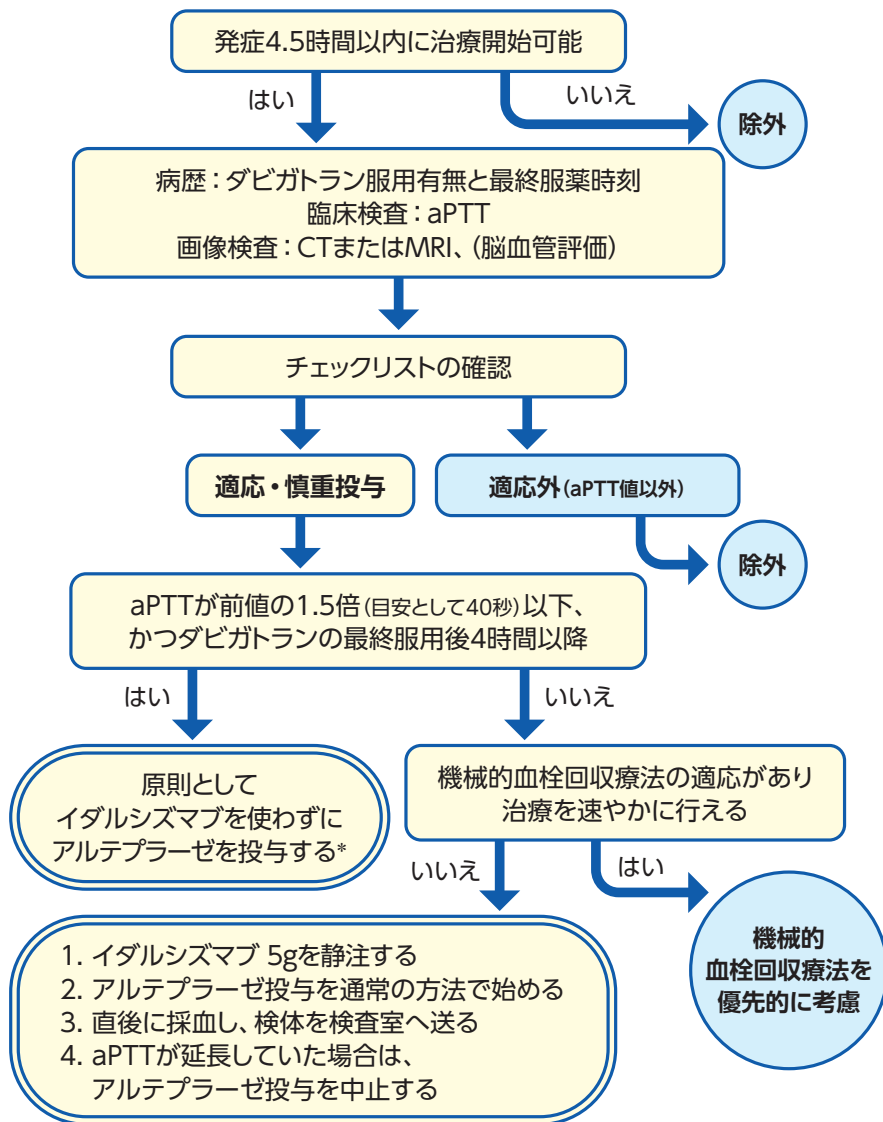 発症4.5時間以内に治療開始可能
はい
いいえ
除外
病歴：ダビガトラン服用有無と最終服薬時刻
臨床検査：aPTT
画像検査：CTまたはMRI、（脳血管評価）
チェックリストの確認
適応・慎重投与
適応外（aPTT値以外）
除外
aPTTが前値の1.5倍（目安として40秒）以下、
かつダビガトランの最終服用後4時間以降
はい
いいえ
原則として
イダルシズマブを使わずに
アルテプラーゼを投与する*
機械的血栓回収療法の適応があり
治療を速やかに行える
いいえ
はい
機械的
血栓回収療法を
優先的に考慮
1. イダルシズマブ 5gを静注する
2. アルテプラーゼ投与を通常の方法で始める
3. 直後に採血し、検体を検査室へ送る
4. aPTTが延長していた場合は、
アルテプラーゼ投与を中止する